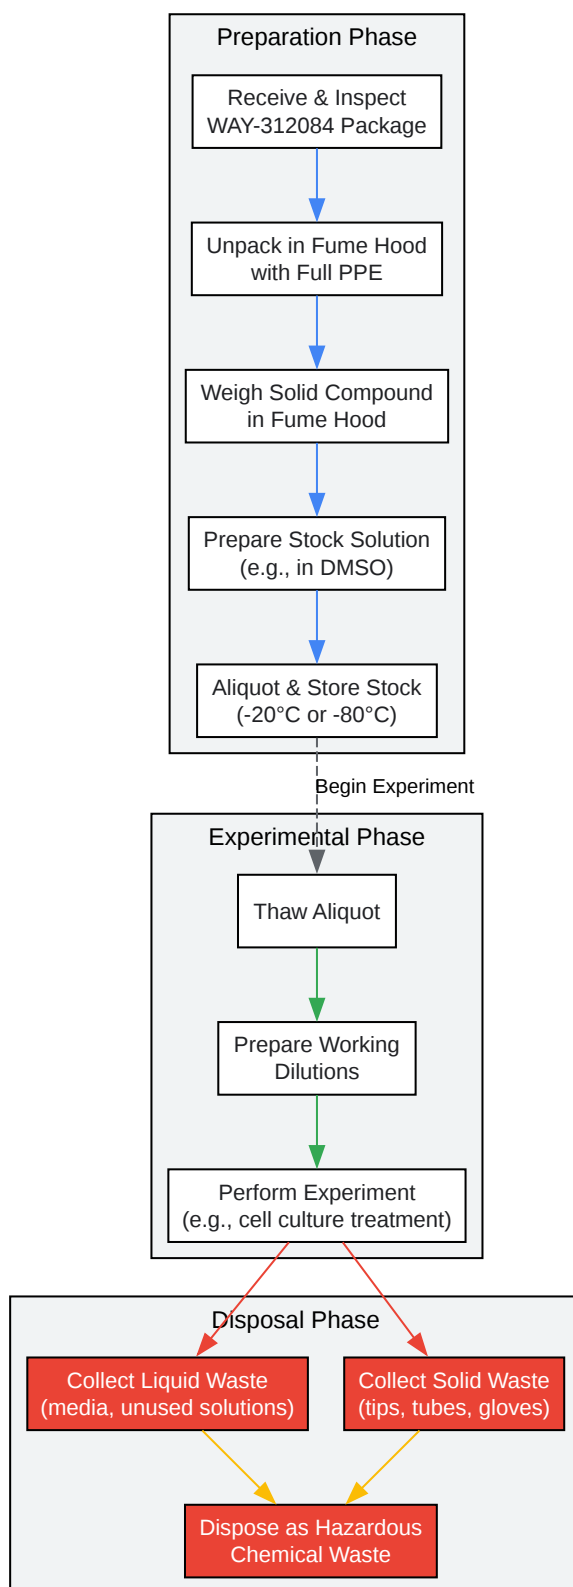 Preparation Phase
Receive & Inspect
WAY-312084 Package
Unpack in Fume Hood
with Full PPE
Weigh Solid Compound
in Fume Hood
Prepare Stock Solution
(e.g., in DMSO)
Aliquot & Store Stock
(-20°C or -80°C)
Begin Experiment
Experimental Phase
Thaw Aliquot
Prepare Working
Dilutions
Perform Experiment
(e.g., cell culture treatment)
Disposal Phase
Collect Liquid Waste
(media, unused solutions)
Collect Solid Waste
(tips, tubes, gloves)
Dispose as Hazardous
Chemical Waste